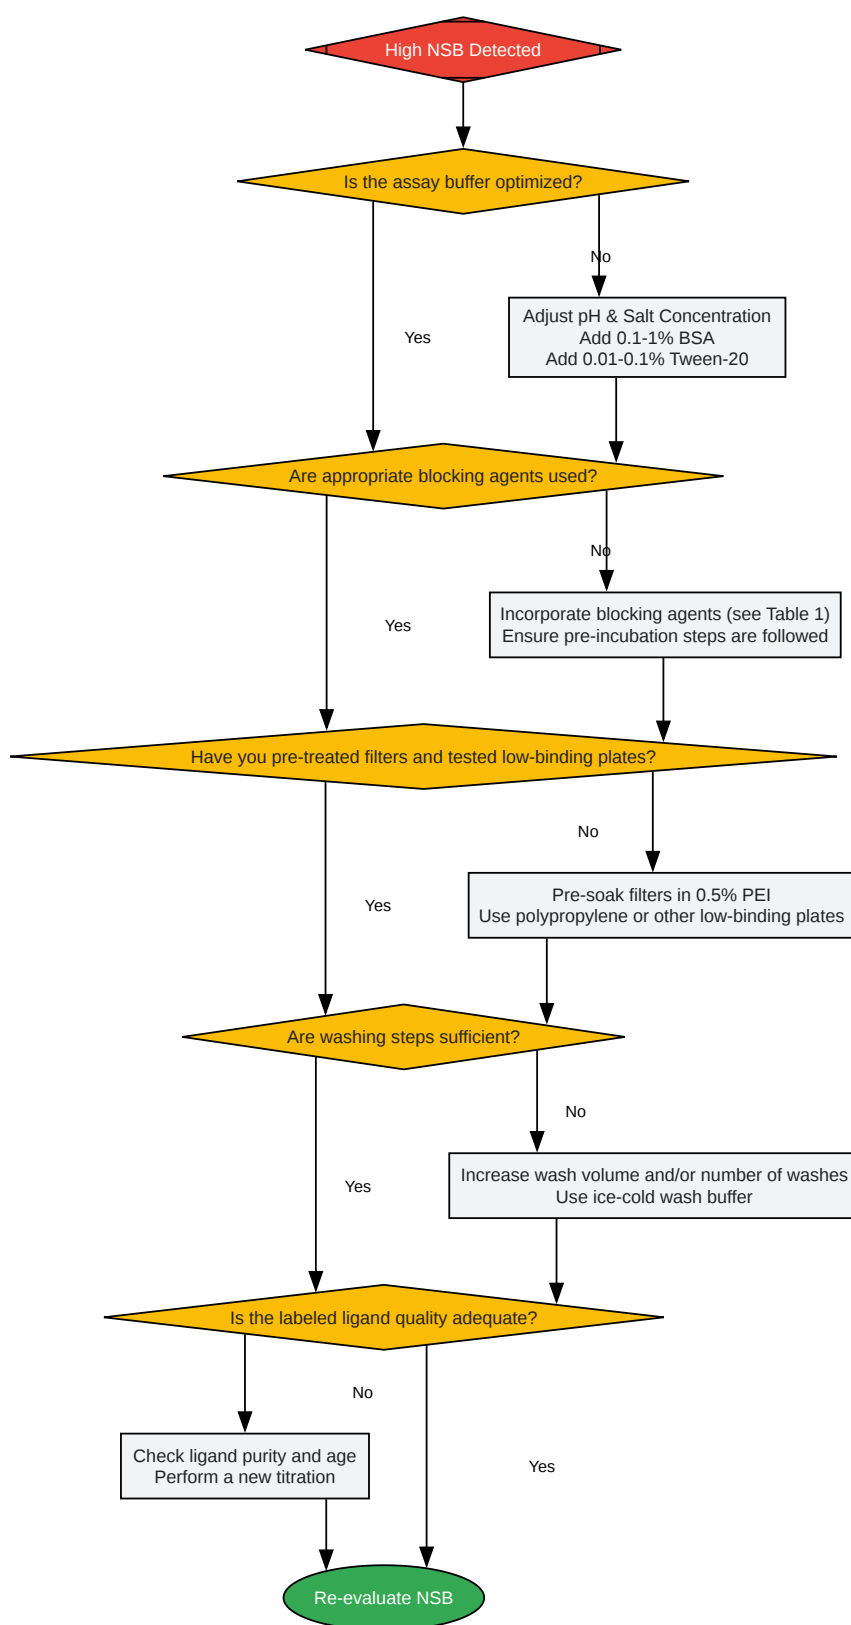 High NSB Detected
Is the assay buffer optimized?
No
Adjust pH & Salt Concentration
Add 0.1-1% BSA
Add 0.01-0.1% Tween-20
Yes
Are appropriate blocking agents used?
No
Incorporate blocking agents (see Table 1)
Ensure pre-incubation steps are followed
Yes
Have you pre-treated filters and tested low-binding plates?
No
Pre-soak filters in 0.5% PEI
Use polypropylene or other low-binding plates
Yes
Are washing steps sufficient?
No
Increase wash volume and/or number of washes
Use ice-cold wash buffer
Yes
Is the labeled ligand quality adequate?
No
Check ligand purity and age
Perform a new titration
Yes
Re-evaluate NSB